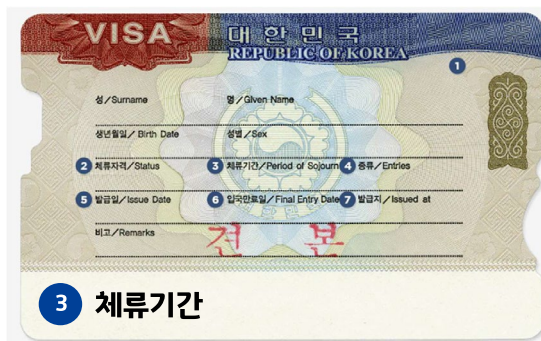 VISA 대한민국
REPUBLIC OF KOREA
1
성/Surname 명/Given Name
생년월일/Birth Date 성별/Sex
2 체류자격/Status 3 체류기간/Period of Sojourn 4 종류/Entries
5 발급일/Issue Date 6 입국만료일/Final Entry Date 7 발급지/Issued at
비고/Remarks
견 본
3 체류기간